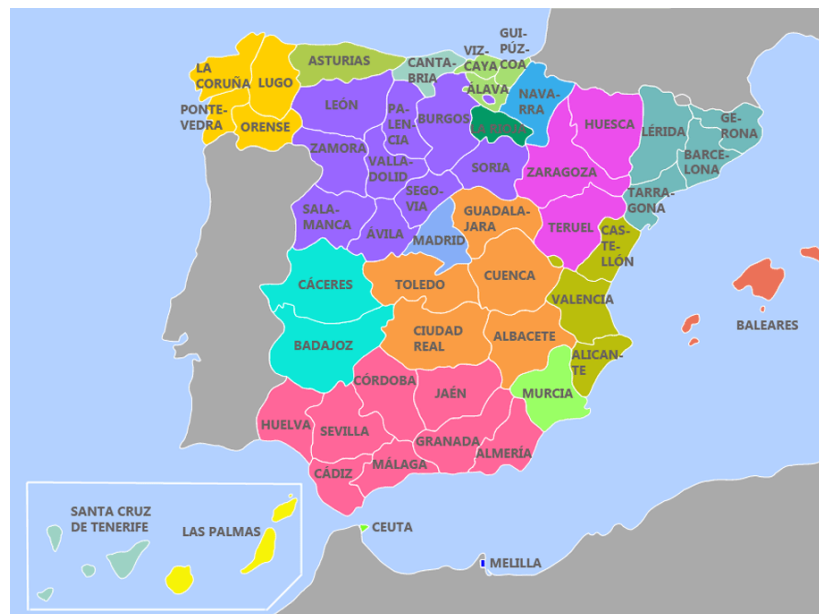 ASTURIAS
CANTA-
BRIA
VIZ-
CAYA
GUI-
PÚZ-
COA
LA
CORUÑA
LUGO
ÁLAVA
NAVA-
RRA
PONTE-
VEDRA
ORENSE
LEÓN
PA-
LEN-
CIA
BURGOS
LA RIOJA
HUESCA
LÉRIDA
GE-
RONA
BARCE-
LONA
ZAMORA
VALLA-
DOLID
SORIA
ZARAGOZA
TARRA-
GONA
SEGO-
VIA
SALA-
MANCA
ÁVILA
MADRID
GUADALA-
JARA
TERUEL
CAS-
TE-
LLÓN
CÁCERES
TOLEDO
CUENCA
VALENCIA
BALEARES
BADAJOZ
CIUDAD
REAL
ALBACETE
ALICAN-
TE
CÓRDOBA
JAÉN
MURCIA
HUELVA
SEVILLA
GRANADA
ALMERÍA
CÁDIZ
MÁLAGA
SANTA CRUZ
DE TENERIFE
LAS PALMAS
CEUTA
MELILLA